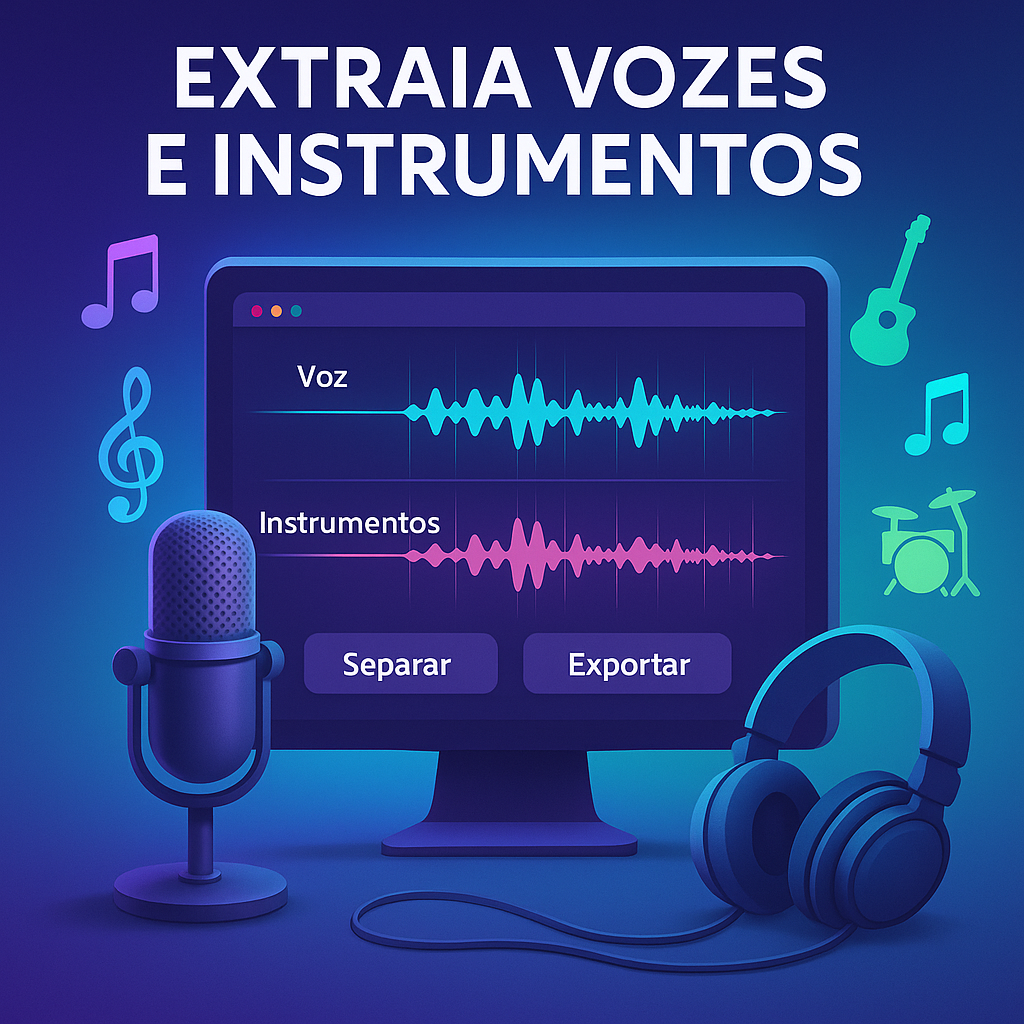 EXTRAIA VOZES
E INSTRUMENTOS
Voz
Instrumentos
Separar
Exportar